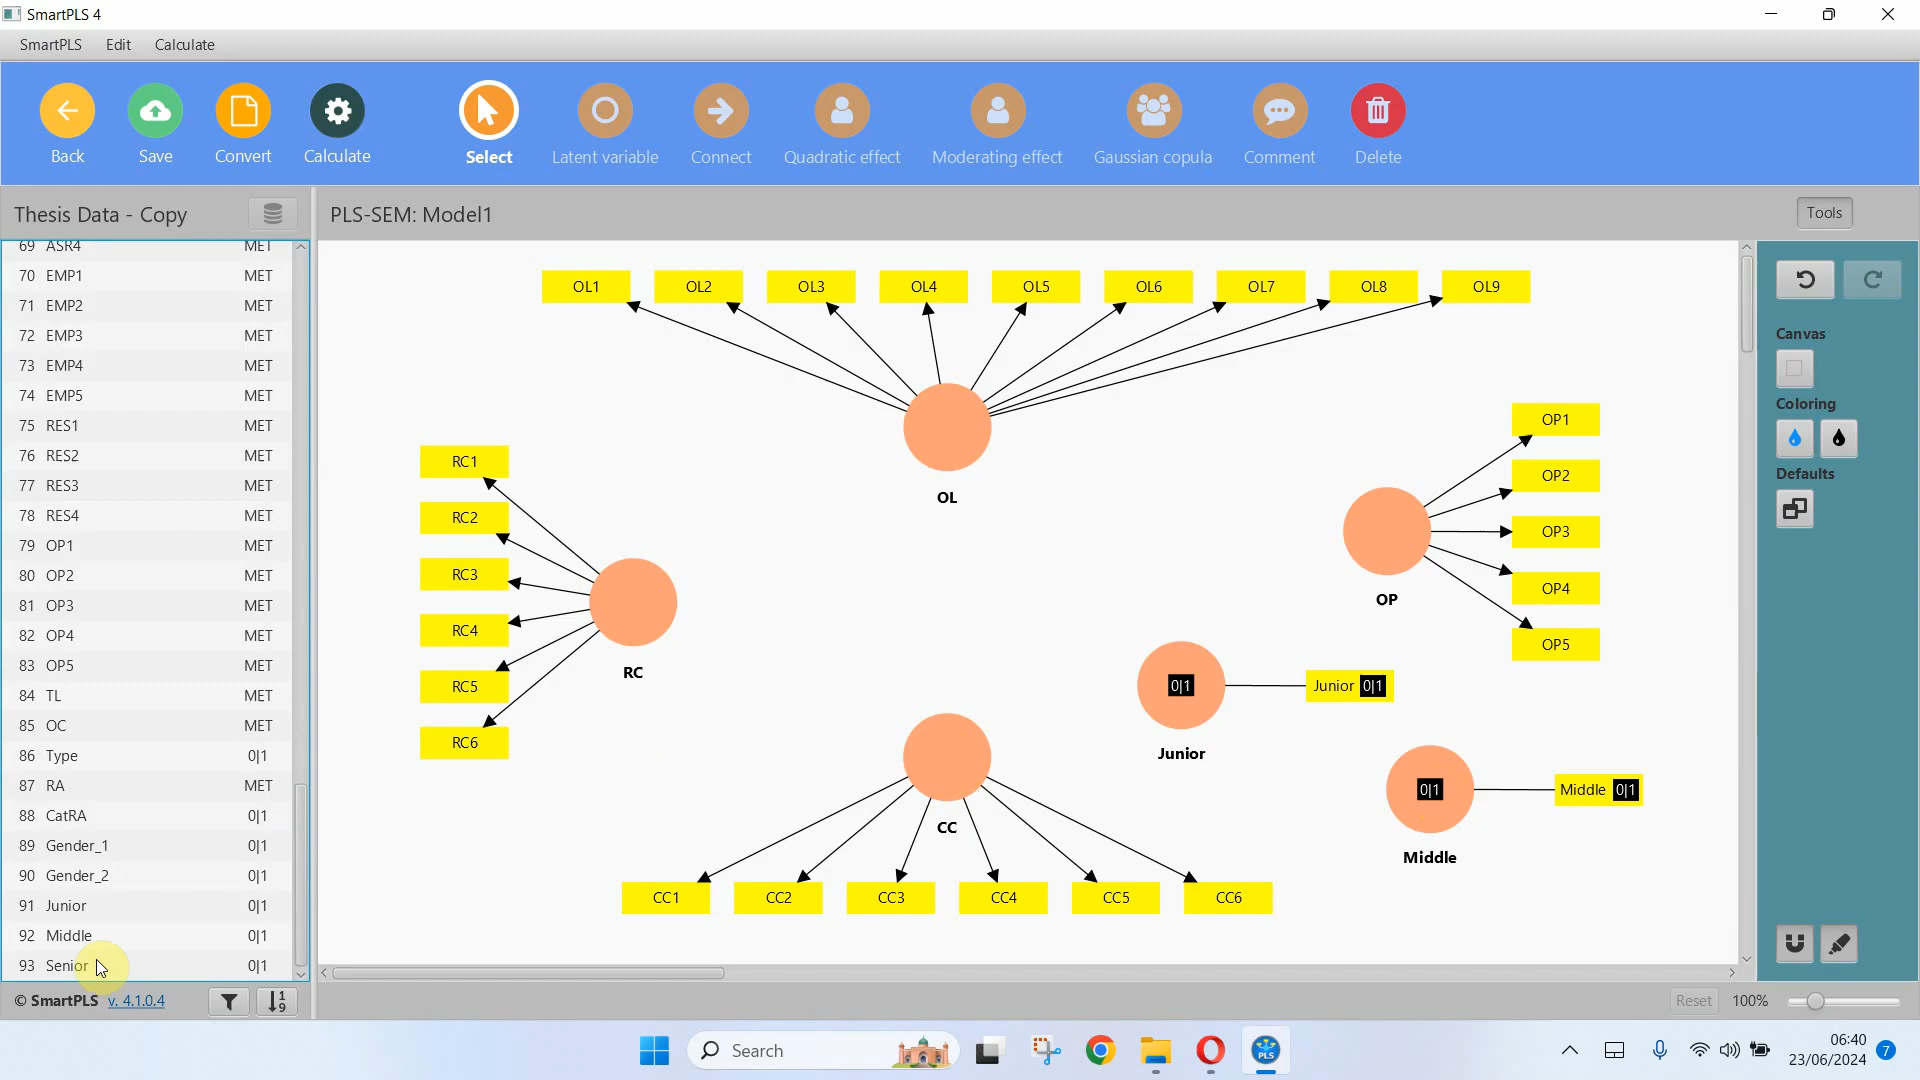 SmartPLS 4
SmartPLS Edit Calculate
Back Save Convert Calculate Select Latent variable Connect Quadratic effect Moderating effect Gaussian copula Comment Delete
Thesis Data - Copy
PLS-SEM: Model1
Tools
69 ASR4 MET
70 EMP1 MET
71 EMP2 MET
72 EMP3 MET
73 EMP4 MET
74 EMP5 MET
75 RES1 MET
76 RES2 MET
77 RES3 MET
78 RES4 MET
79 OP1 MET
80 OP2 MET
81 OP3 MET
82 OP4 MET
83 OP5 MET
84 TL MET
85 OC MET
86 Type 0|1
87 RA MET
88 CatRA 0|1
89 Gender_1 0|1
90 Gender_2 0|1
91 Junior 0|1
92 Middle 0|1
93 Senior 0|1
OL1 OL2 OL3 OL4 OL5 OL6 OL7 OL8 OL9
OL
RC1
RC2
RC3
RC4
RC5
RC6
RC
OP1
OP2
OP3
OP4
OP5
OP
0|1
Junior 0|1
Junior
0|1
Middle 0|1
Middle
CC
CC1 CC2 CC3 CC4 CC5 CC6
Canvas
Coloring
Defaults
© SmartPLS v. 4.1.0.4
1
9
Reset 100%
Search
PLS
06:40
23/06/2024
7